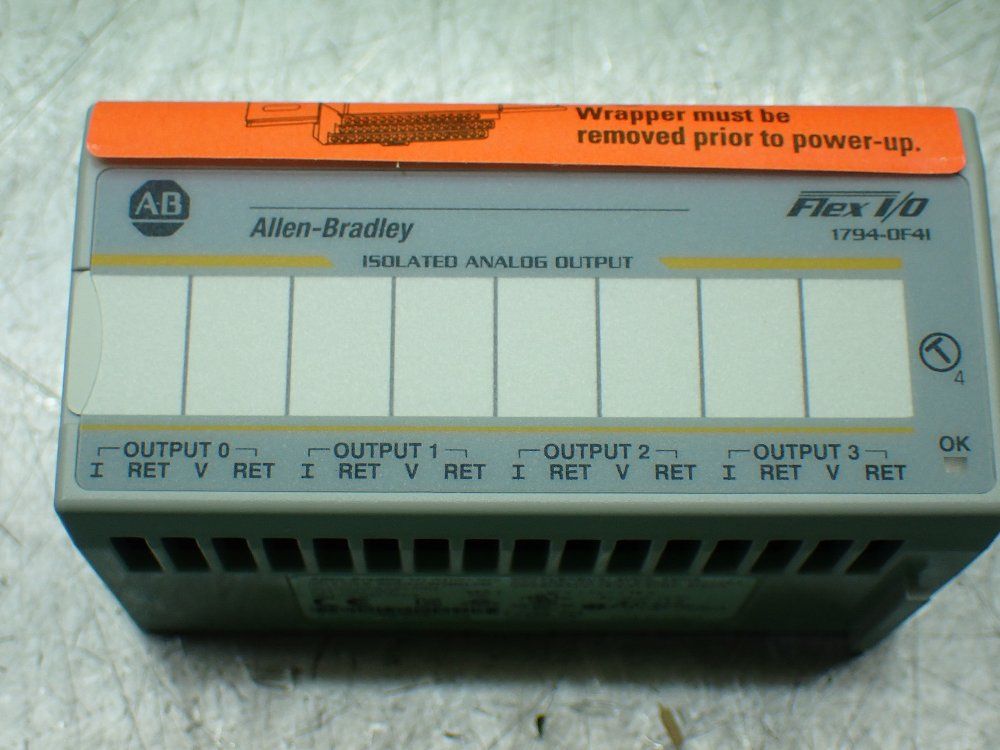 Wrapper must be
removed prior to power-up.
AB
Allen-Bradley
Flex I/O
1794-OF4I
ISOLATED ANALOG OUTPUT
4
OUTPUT 0 OUTPUT 1 OUTPUT 2 OUTPUT 3
I RET V RET I RET V RET I RET V RET I RET V RET
OK